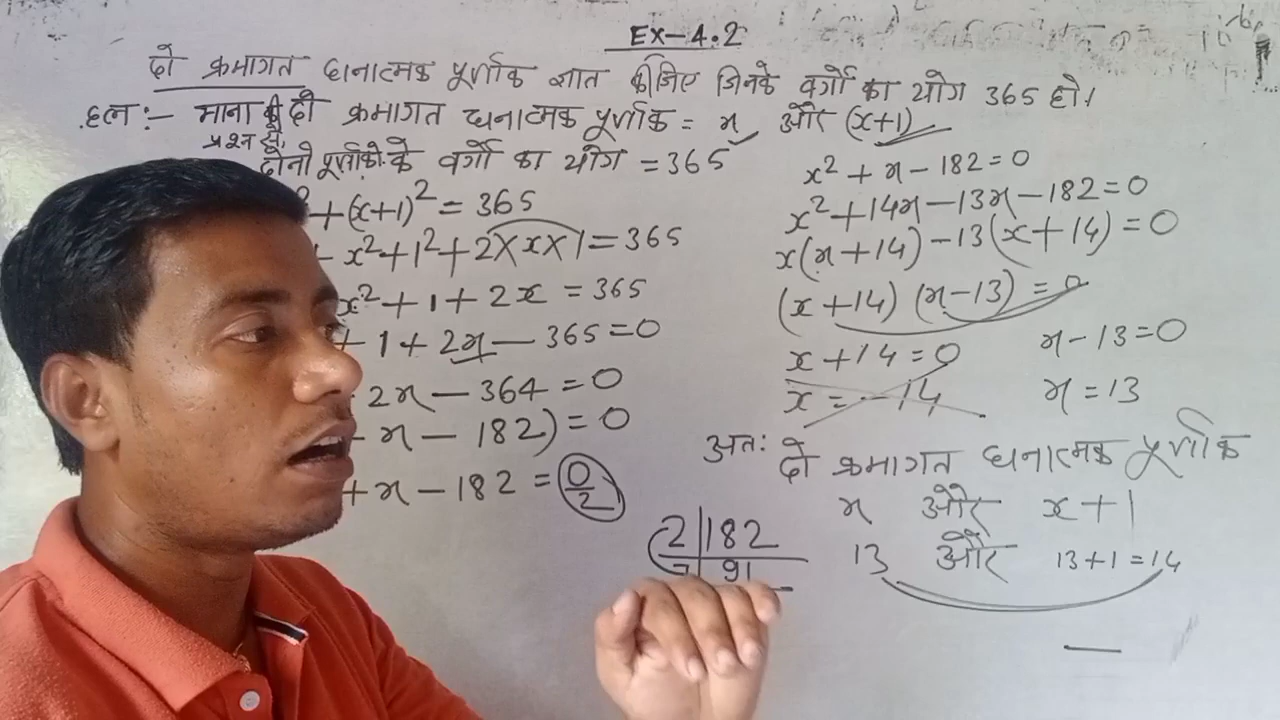 Ex-4.2
दो क्रमागत धनात्मक पूर्णांक ज्ञात कीजिए जिनके वर्गों का योग 365 हो।
हल:- माना की दो क्रमागत धनात्मक पूर्णांक = x और (x+1)
प्रश्न से,
दोनो पूर्णांको के वर्गो का योग = 365
+(x+1)² = 365
+ x²+1²+2×x×1=365
x²+1+2x = 365
+1+2x-365=0
2x-364=0
- x-182)=0
+x-182=0/2
x²+x-182=0
x²+14x-13x-182=0
x(x+14)-13(x+14)=0
(x+14)(x-13)=0
x+14=0 x-13=0
x=-14 x=13
अतः दो क्रमागत धनात्मक पूर्णांक
x और x+1
13 और 13+1=14
2|182
7|91